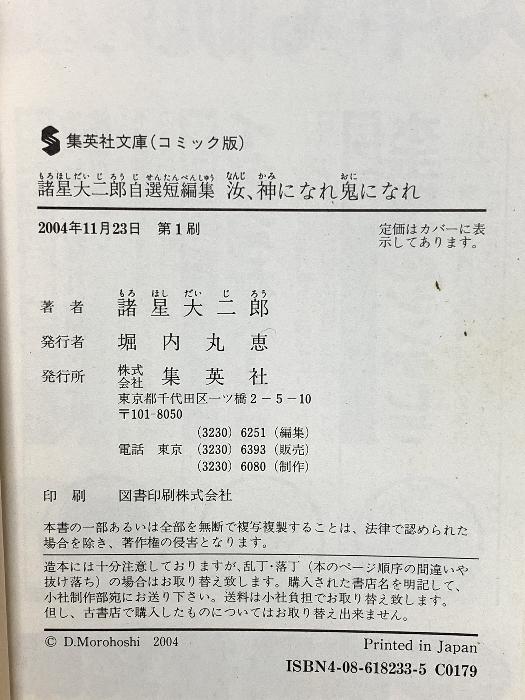 集英社文庫(コミック版)
もろほしだいじろうじせんたんぺんしゅう なんじ かみ おに
諸星大二郎自選短編集 汝、神になれ鬼になれ
2004年11月23日 第1刷
定価はカバーに表
示してあります。
もろ ほし だい じ ろう
著者 諸星大二郎
発行者 堀内丸恵
発行所 株式会社 集英社
東京都千代田区一ツ橋2-5-10
〒101-8050
(3230) 6251 (編集)
電話 東京 (3230) 6393 (販売)
(3230) 6080 (制作)
印刷 図書印刷株式会社
本書の一部あるいは全部を無断で複写複製することは、法律で認められた
場合を除き、著作権の侵害となります。
造本には十分注意しておりますが、乱丁・落丁(本のページ順序の間違いや
抜け落ち)の場合はお取り替え致します。購入された書店名を明記して、
小社制作部宛にお送り下さい。送料は小社負担でお取り替え致します。
但し、古書店で購入したものについてはお取り替え出来ません。
© D.Morohoshi 2004
Printed in Japan
ISBN4-08-618233-5 C0179